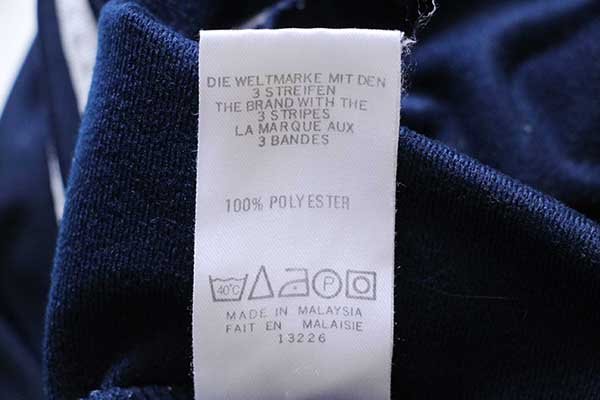 DIE WELTMARKE MIT DEN
3 STREIFEN
THE BRAND WITH THE
3 STRIPES
LA MARQUE AUX
3 BANDES
100% POLYESTER
40°C P
MADE IN MALAYSIA
FAIT EN MALAISIE
13226